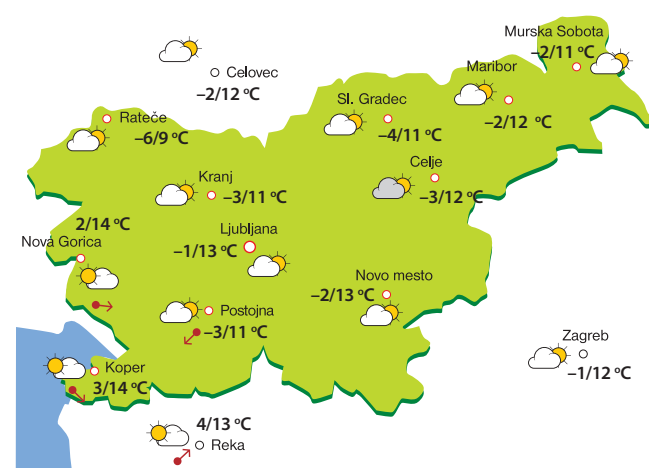 Murska Sobota
–2/11 °C
Celovec
–2/12 °C
Maribor
–2/12 °C
Sl. Gradec
–4/11 °C
Rateče
–6/9 °C
Celje
–3/12 °C
Kranj
–3/11 °C
2/14 °C
Nová Gorica
Ljubljana
–1/13 °C
Novo mesto
–2/13 °C
Postojna
–3/11 °C
Zagreb
–1/12 °C
Koper
3/14 °C
4/13 °C
Reka